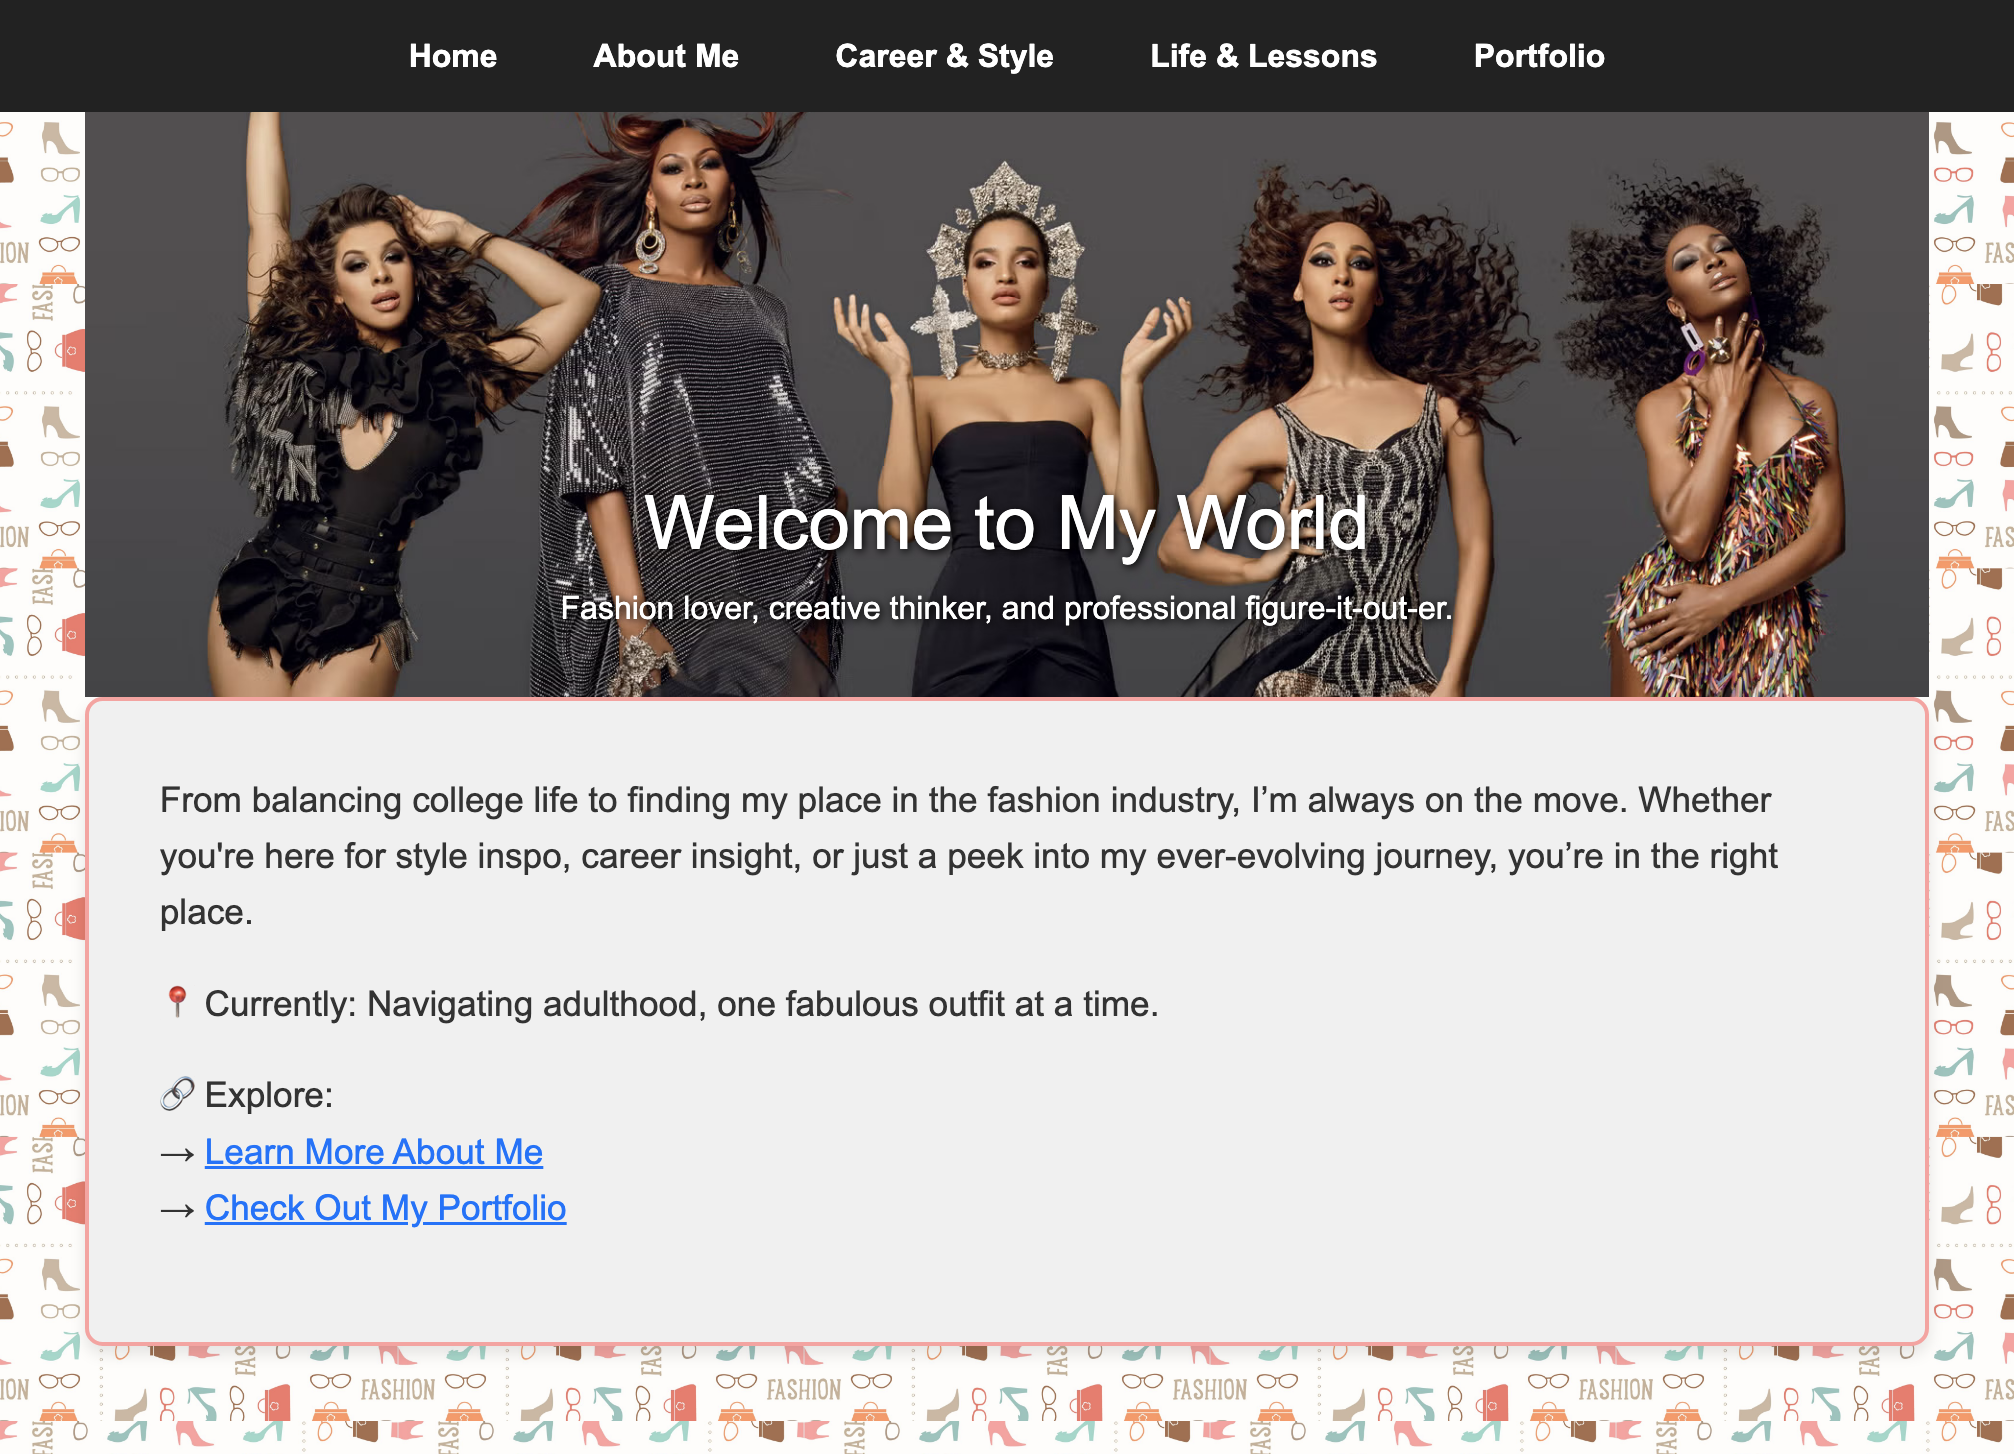 Home About Me Career & Style Life & Lessons Portfolio
Welcome to My World
Fashion lover, creative thinker, and professional figure-it-out-er.
From balancing college life to finding my place in the fashion industry, I’m always on the move. Whether
you're here for style inspo, career insight, or just a peek into my ever-evolving journey, you’re in the right
place.
📍 Currently: Navigating adulthood, one fabulous outfit at a time.
🔗 Explore:
→ Learn More About Me
→ Check Out My Portfolio
FASHION FASHION FASHION FASHION